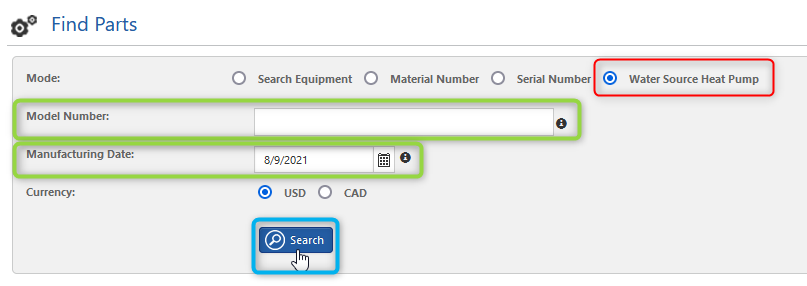 Find Parts
Mode: Search Equipment Material Number Serial Number Water Source Heat Pump
Model Number:
Manufacturing Date: 8/9/2021
Currency: USD CAD
Search